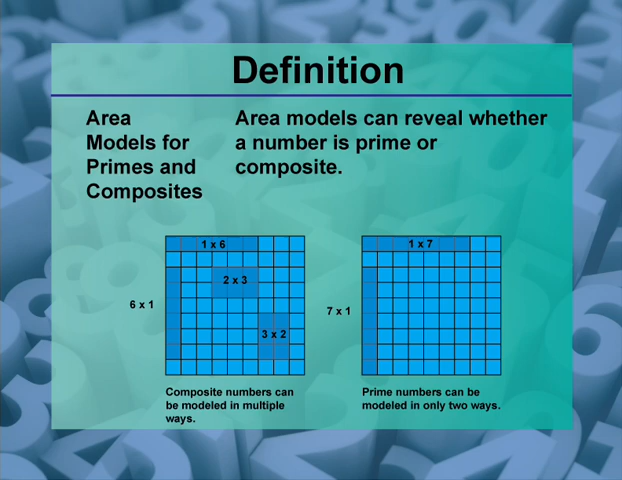 Definition
Area
Models for
Primes and
Composites
Area models can reveal whether
a number is prime or
composite.
1 x 6
2 x 3
6 x 1
3 x 2
Composite numbers can
be modeled in multiple
ways.
1 x 7
7 x 1
Prime numbers can be
modeled in only two ways.